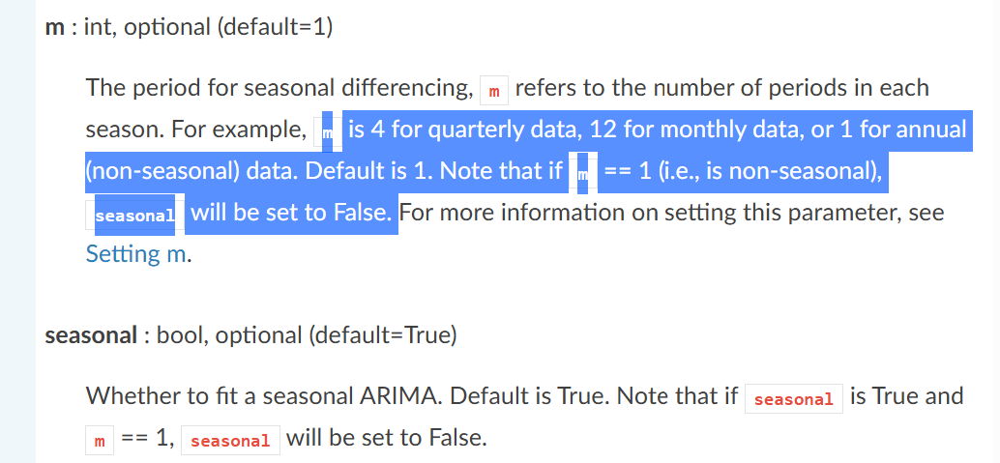 m : int, optional (default=1)
The period for seasonal differencing, m refers to the number of periods in each
season. For example, m is 4 for quarterly data, 12 for monthly data, or 1 for annual
(non-seasonal) data. Default is 1. Note that if m == 1 (i.e., is non-seasonal),
seasonal will be set to False. For more information on setting this parameter, see
Setting m.
seasonal : bool, optional (default=True)
Whether to fit a seasonal ARIMA. Default is True. Note that if seasonal is True and
m == 1, seasonal will be set to False.